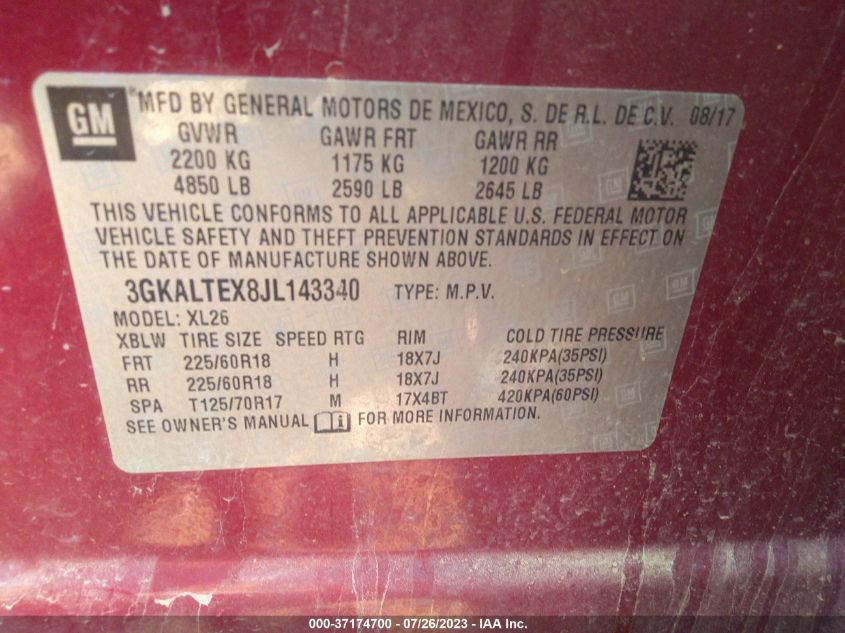 GM
MFD BY GENERAL MOTORS DE MEXICO, S. DE R.L. DE C.V. 08/17
GVWR GAWR FRT GAWR RR
2200 KG 1175 KG 1200 KG
4850 LB 2590 LB 2645 LB
THIS VEHICLE CONFORMS TO ALL APPLICABLE U.S. FEDERAL MOTOR
VEHICLE SAFETY AND THEFT PREVENTION STANDARDS IN EFFECT ON
THE DATE OF MANUFACTURE SHOWN ABOVE.
3GKALTEX8JL143340 TYPE: M.P.V.
MODEL: XL26
XBLW TIRE SIZE SPEED RTG RIM COLD TIRE PRESSURE
FRT 225/60R18 H 18X7J 240KPA(35PSI)
RR 225/60R18 H 18X7J 240KPA(35PSI)
SPA T125/70R17 M 17X4BT 420KPA(60PSI)
SEE OWNER'S MANUAL FOR MORE INFORMATION.
000-37174700 - 07/26/2023 - IAA Inc.